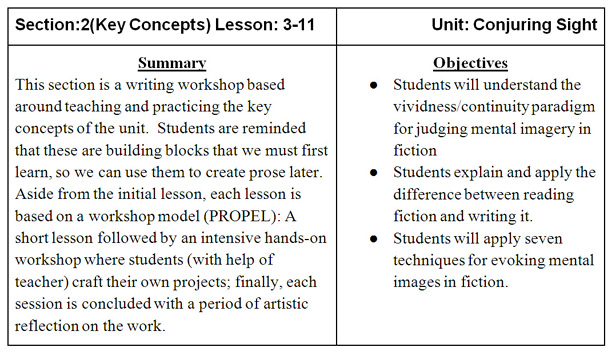 Section:2(Key Concepts) Lesson: 3-11
Unit: Conjuring Sight
Summary
This section is a writing workshop based
around teaching and practicing the key
concepts of the unit.  Students are reminded
that these are building blocks that we must first
learn, so we can use them to create prose later.
Aside from the initial lesson, each lesson is
based on a workshop model (PROPEL): A
short lesson followed by an intensive hands-on
workshop where students (with help of
teacher) craft their own projects; finally, each
session is concluded with a period of artistic
reflection on the work.
Objectives
● Students will understand the
vividness/continuity paradigm
for judging mental imagery in
fiction
● Students explain and apply the
difference between reading
fiction and writing it.
● Students will apply seven
techniques for evoking mental
images in fiction.